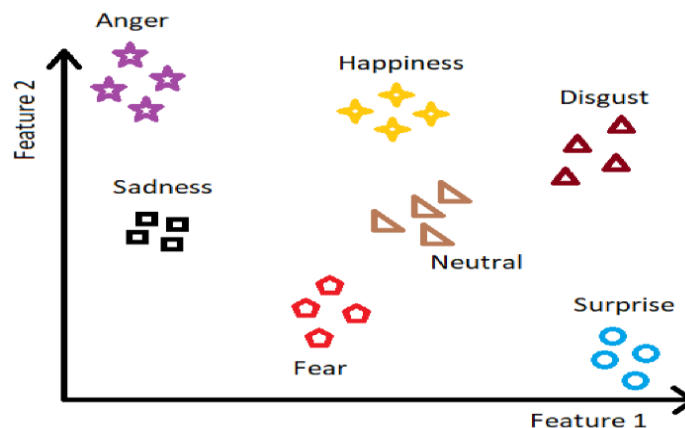 Anger
Happiness
Disgust
Feature 2
Sadness
Neutral
Surprise
Fear
Feature 1